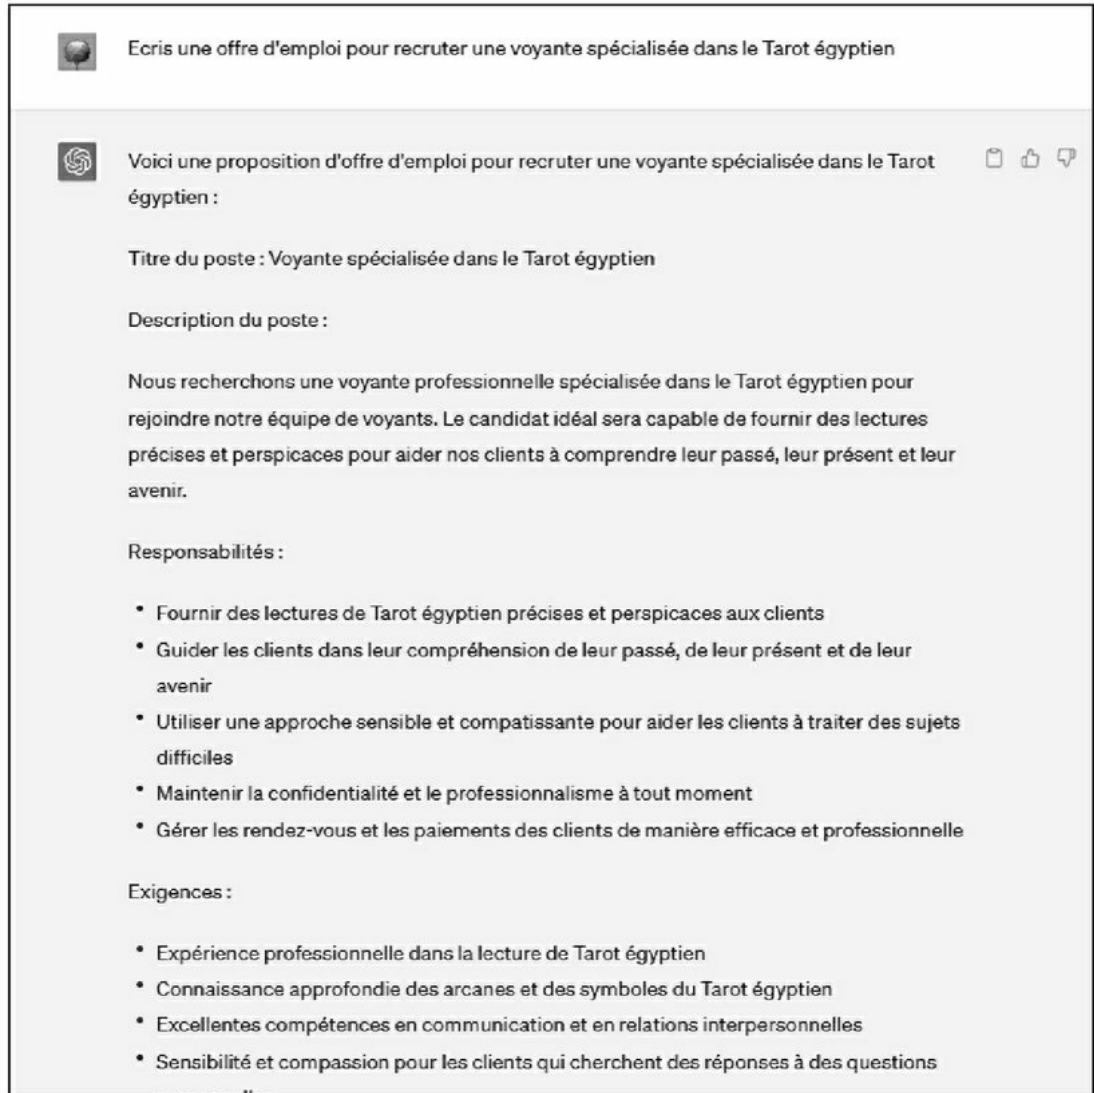 Ecris une offre d'emploi pour recruter une voyante spécialisée dans le Tarot égyptien
Voici une proposition d'offre d'emploi pour recruter une voyante spécialisée dans le Tarot
égyptien :
Titre du poste : Voyante spécialisée dans le Tarot égyptien
Description du poste :
Nous recherchons une voyante professionnelle spécialisée dans le Tarot égyptien pour
rejoindre notre équipe de voyants. Le candidat idéal sera capable de fournir des lectures
précises et perspicaces pour aider nos clients à comprendre leur passé, leur présent et leur
avenir.
Responsabilités :
• Fournir des lectures de Tarot égyptien précises et perspicaces aux clients
• Guider les clients dans leur compréhension de leur passé, de leur présent et de leur
avenir
• Utiliser une approche sensible et compatissante pour aider les clients à traiter des sujets
difficiles
• Maintenir la confidentialité et le professionnalisme à tout moment
• Gérer les rendez-vous et les paiements des clients de manière efficace et professionnelle
Exigences :
• Expérience professionnelle dans la lecture de Tarot égyptien
• Connaissance approfondie des arcanes et des symboles du Tarot égyptien
• Excellentes compétences en communication et en relations interpersonnelles
• Sensibilité et compassion pour les clients qui cherchent des réponses à des questions